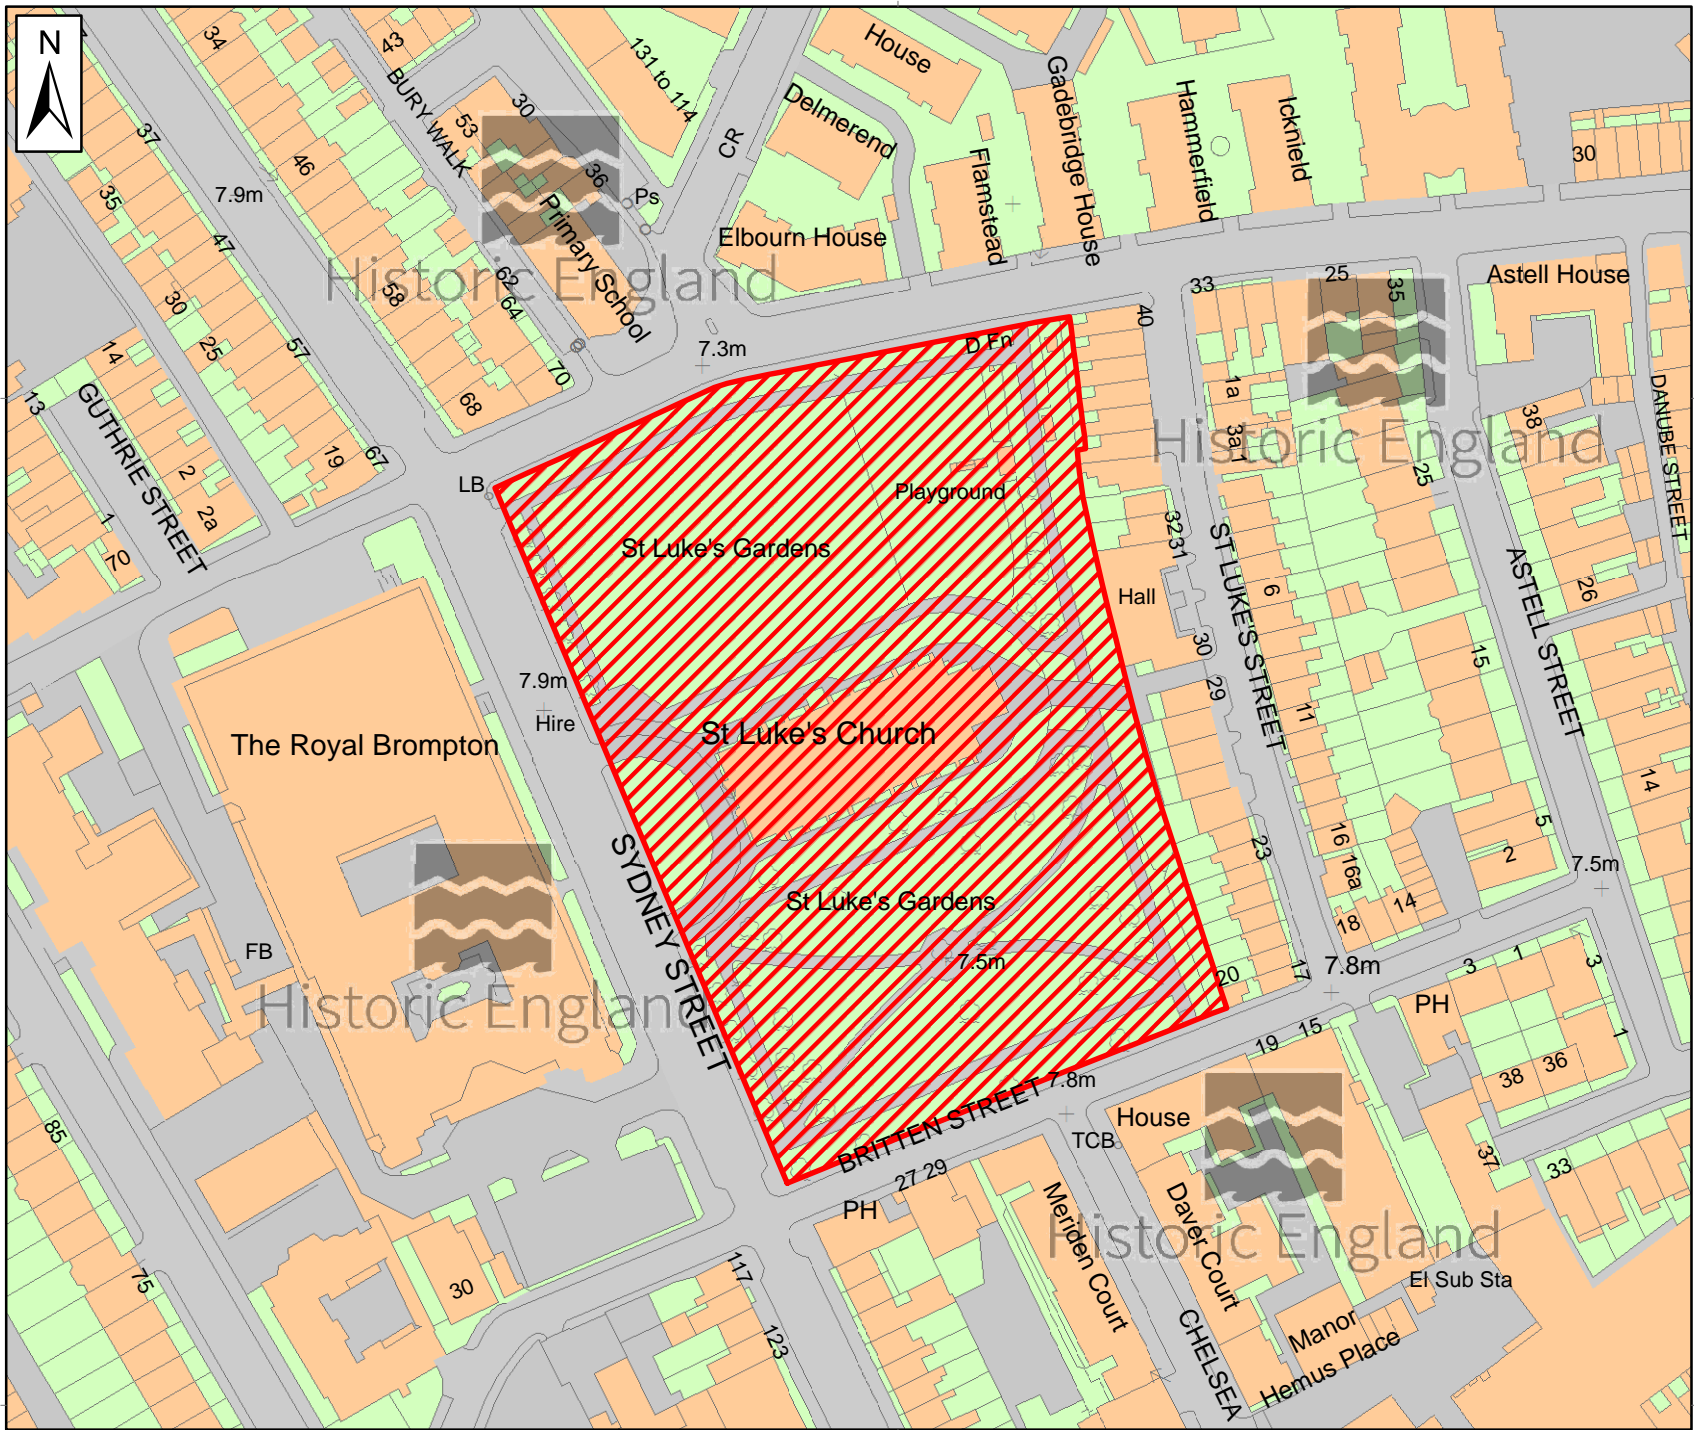 N
34
43
BURY WALK
30
53
36
131 to 114
CR
House
Delmerend
Gadebridge House
Hammerfield
Icknield
Flamstead
30
37
46
35
7.9m
47
Ps
Primary School
Elbourn House
Historic England
62
64
58
30
25
57
14
GUTHRIE STREET
13
70
68
67
19
2
2a
1
70
7.3m
D Fn
40
33
25
35
Astell House
1a
3a1
38
DANUBE STREET
Historic England
25
LB
Playground
St Luke's Gardens
3231
ST LUKE'S STREET
Hall
6
26
ASTELL STREET
30
29
15
7.9m
Hire
11
The Royal Brompton
St Luke's Church
14
SYDNEY STREET
23
16
16a
5
2
7.5m
St Luke's Gardens
14
18
FB
7.5m
20
17
7.8m
3
1
3
PH
Historic England
19
15
1
38
36
7.8m
BRITTEN STREET
TCB
House
27 29
PH
37
33
85
Meriden Court
Daver Court
Historic England
75
30
117
El Sub Sta
123
CHELSEA
Manor
Hemus Place